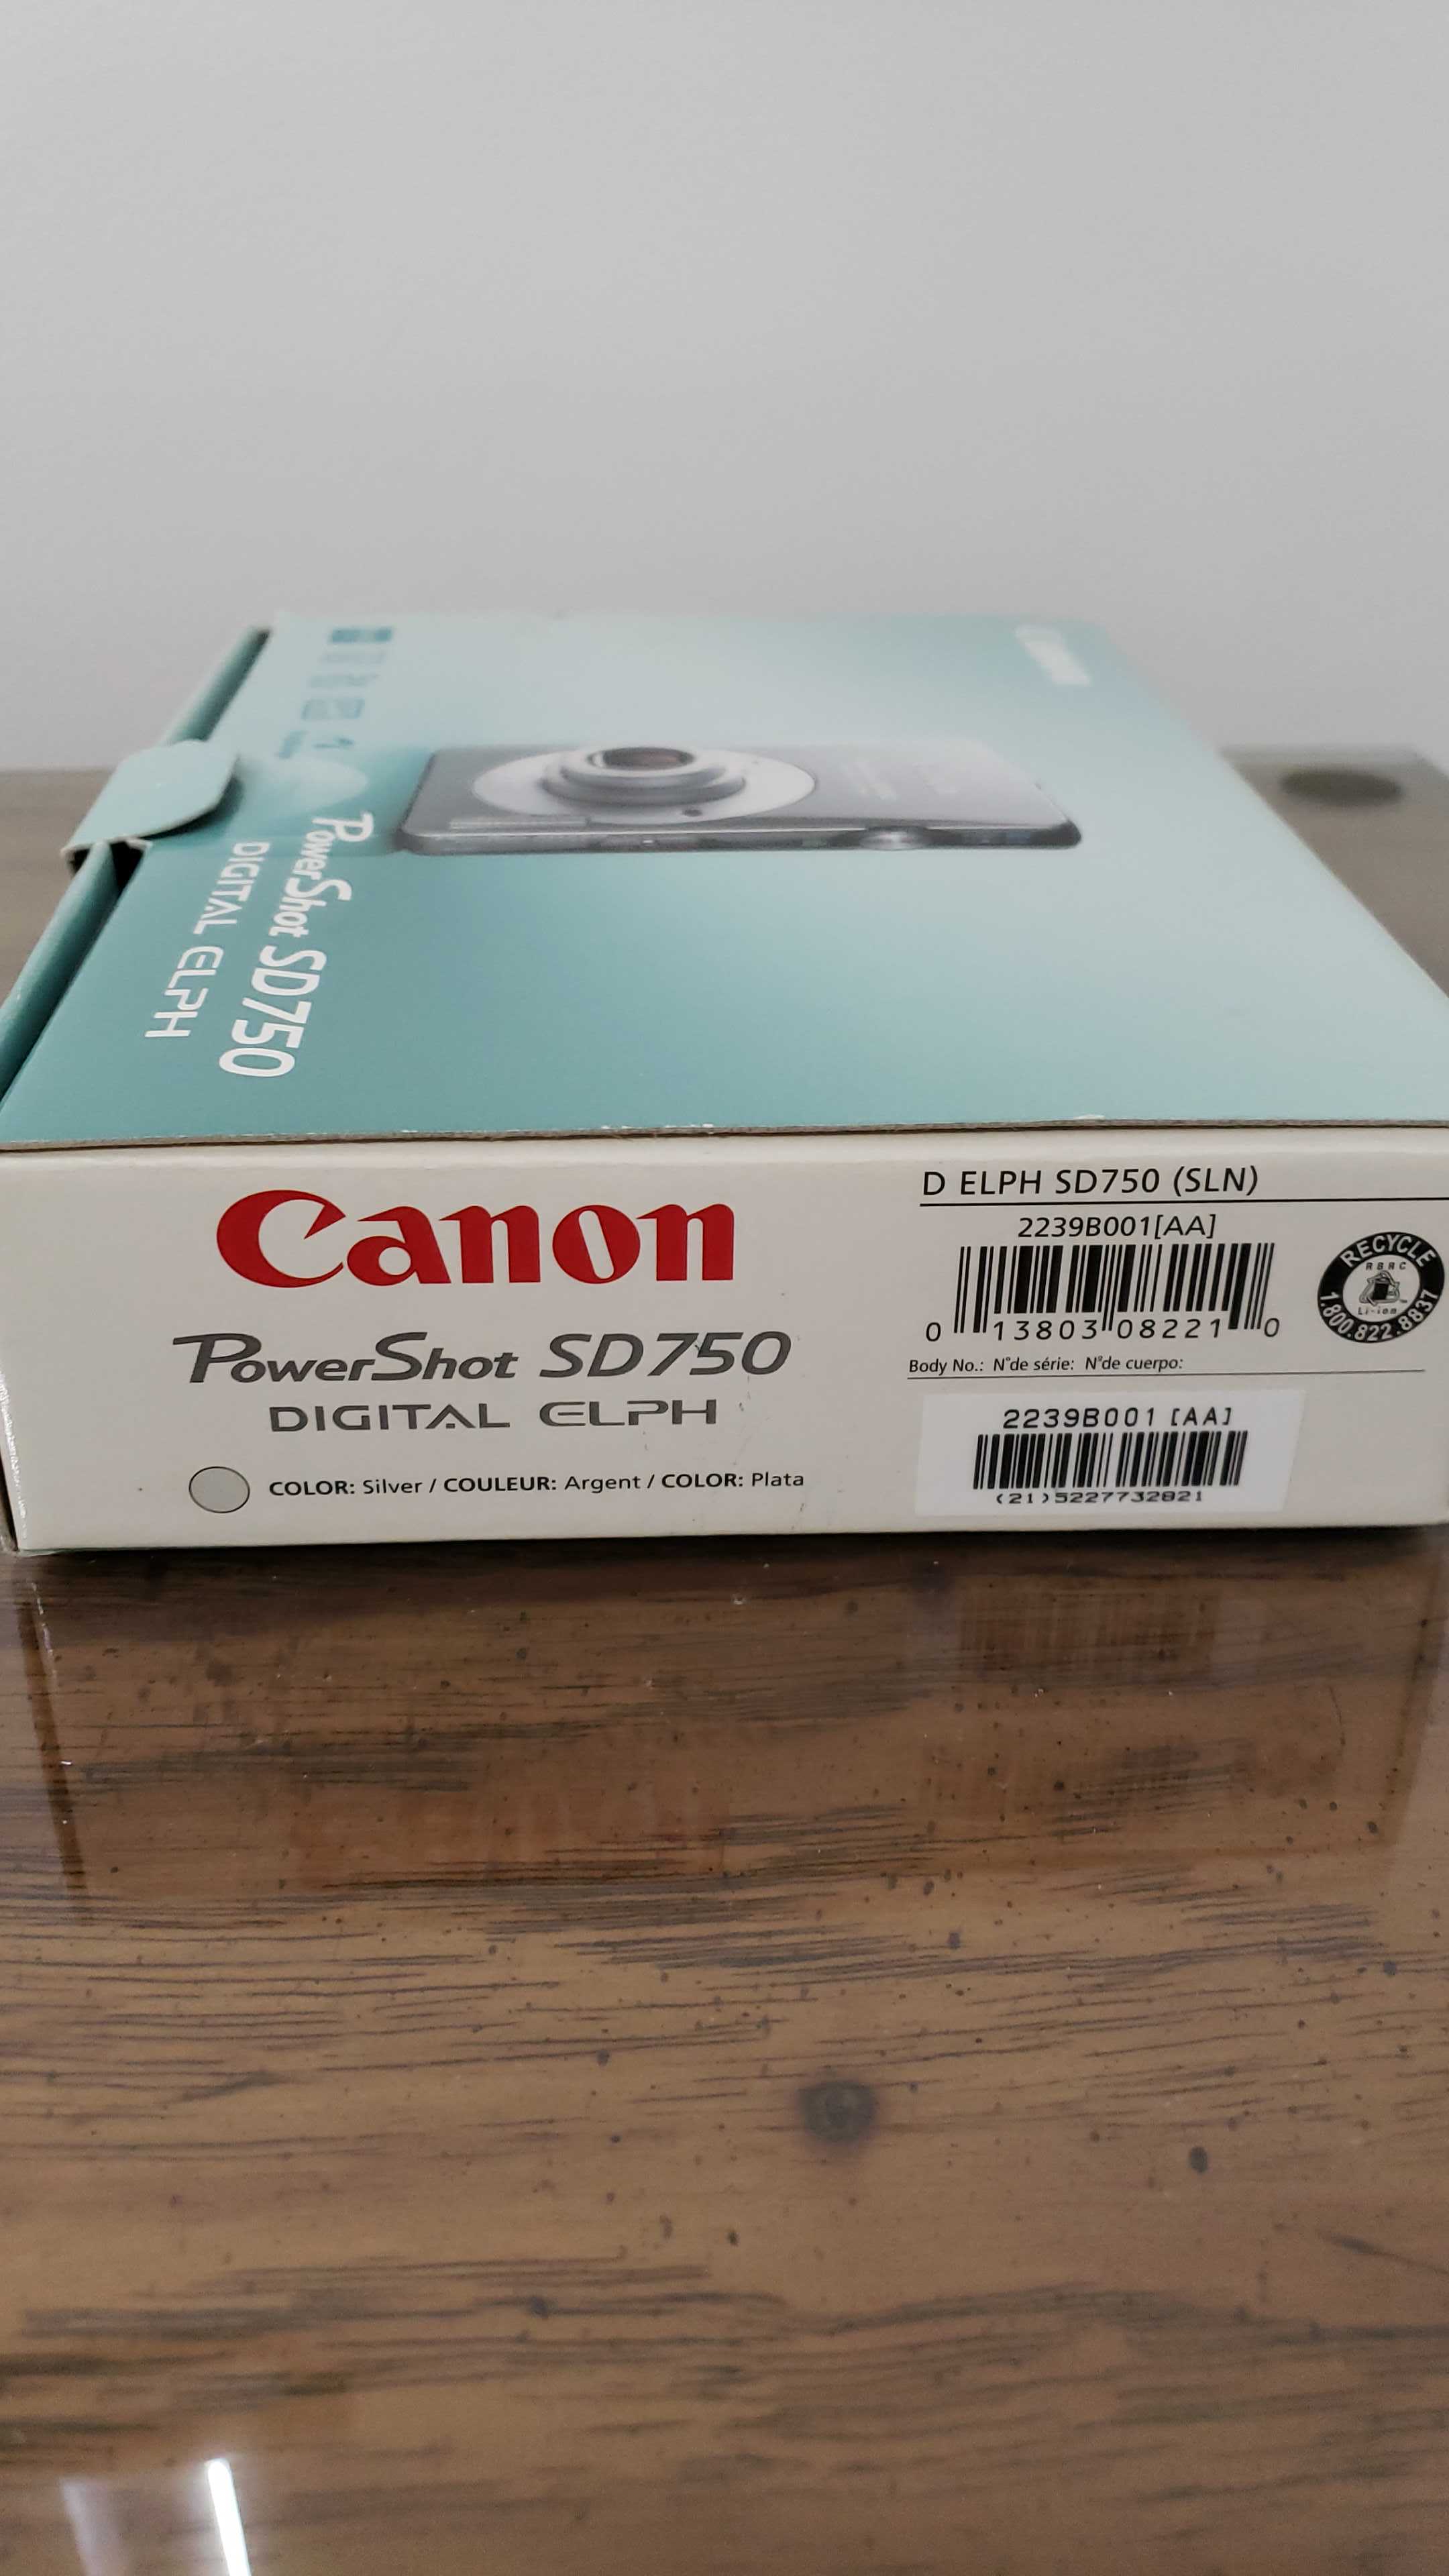 PowerShot SD750
DIGITAL ELPH
Canon
PowerShot SD750
DIGITAL ELPH
COLOR: Silver / COULEUR: Argent / COLOR: Plata
D ELPH SD750 (SLN)
2239B001[AA]
0 13803 08221 0
RECYCLE
RBRC
Li-ion
1.800.822.8837
Body No.: N°de série: N°de cuerpo:
2239B001 [AA]
(21)5227732821